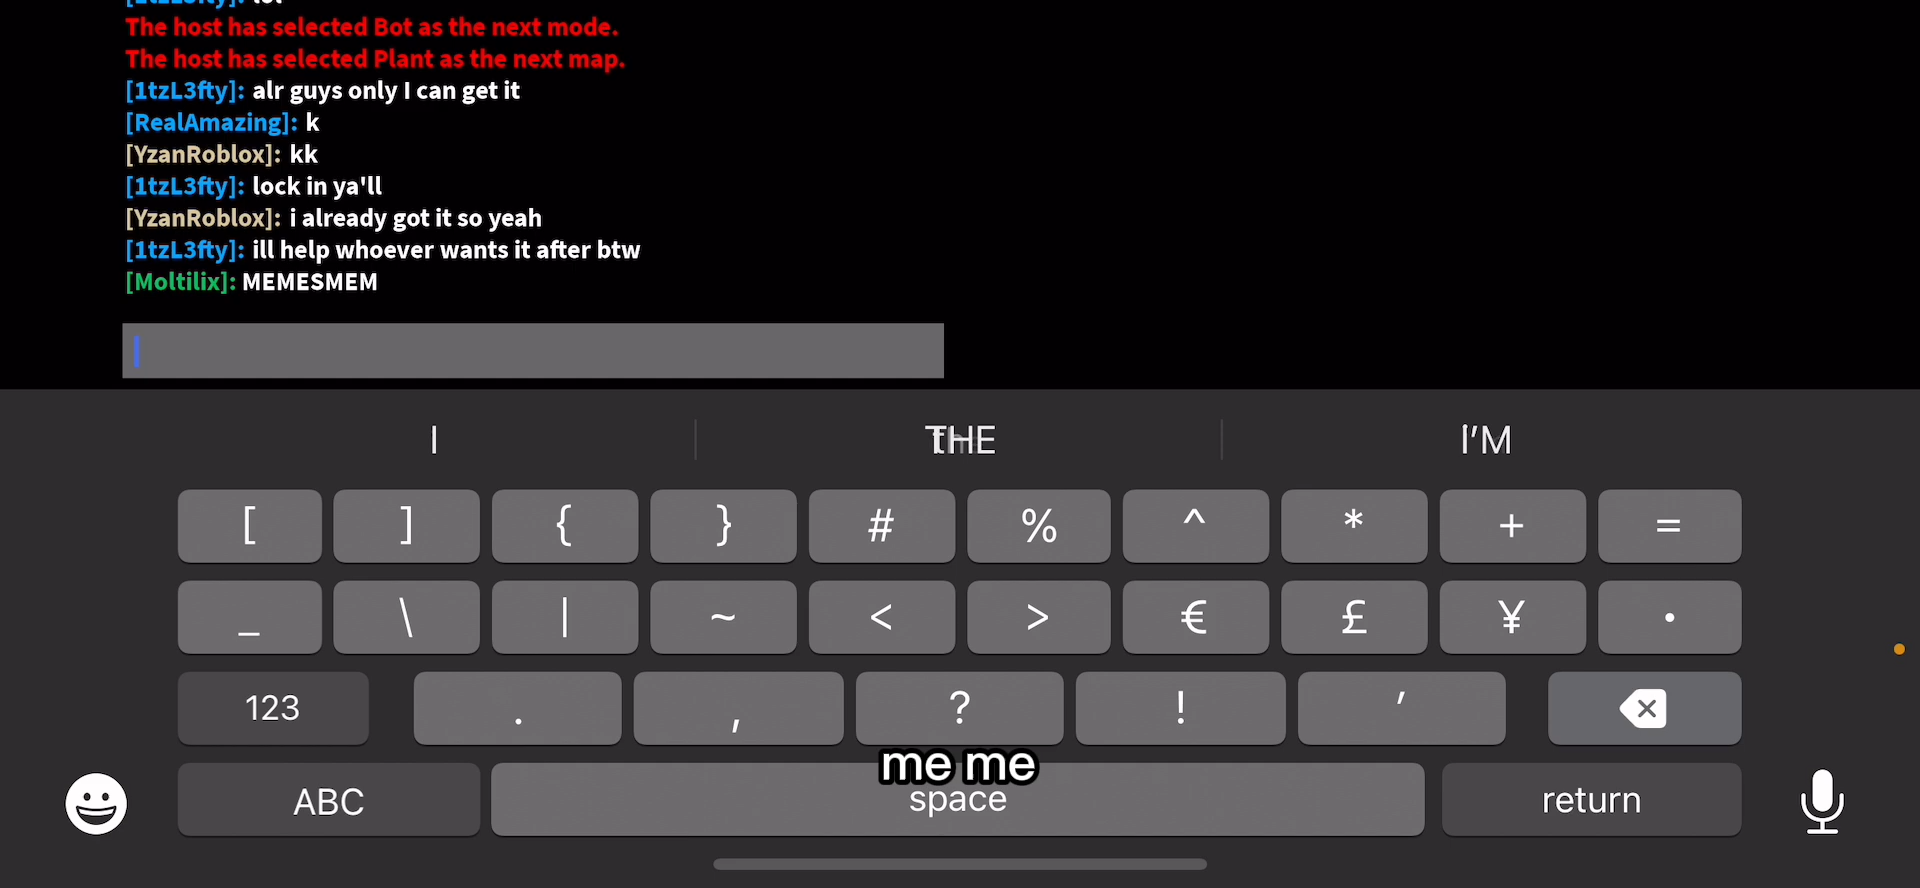 [1tzL3fty]: lol
The host has selected Bot as the next mode.
The host has selected Plant as the next map.
[1tzL3fty]: alr guys only I can get it
[RealAmazing]: k
[YzanRoblox]: kk
[1tzL3fty]: lock in ya'll
[YzanRoblox]: i already got it so yeah
[1tzL3fty]: ill help whoever wants it after btw
[Moltilix]: MEMESMEM
I THE I'M
[ ] { } # % ^ * + =
_ \ | ~ < > € £ ¥ •
123 . , ? ! '
me me
ABC space return